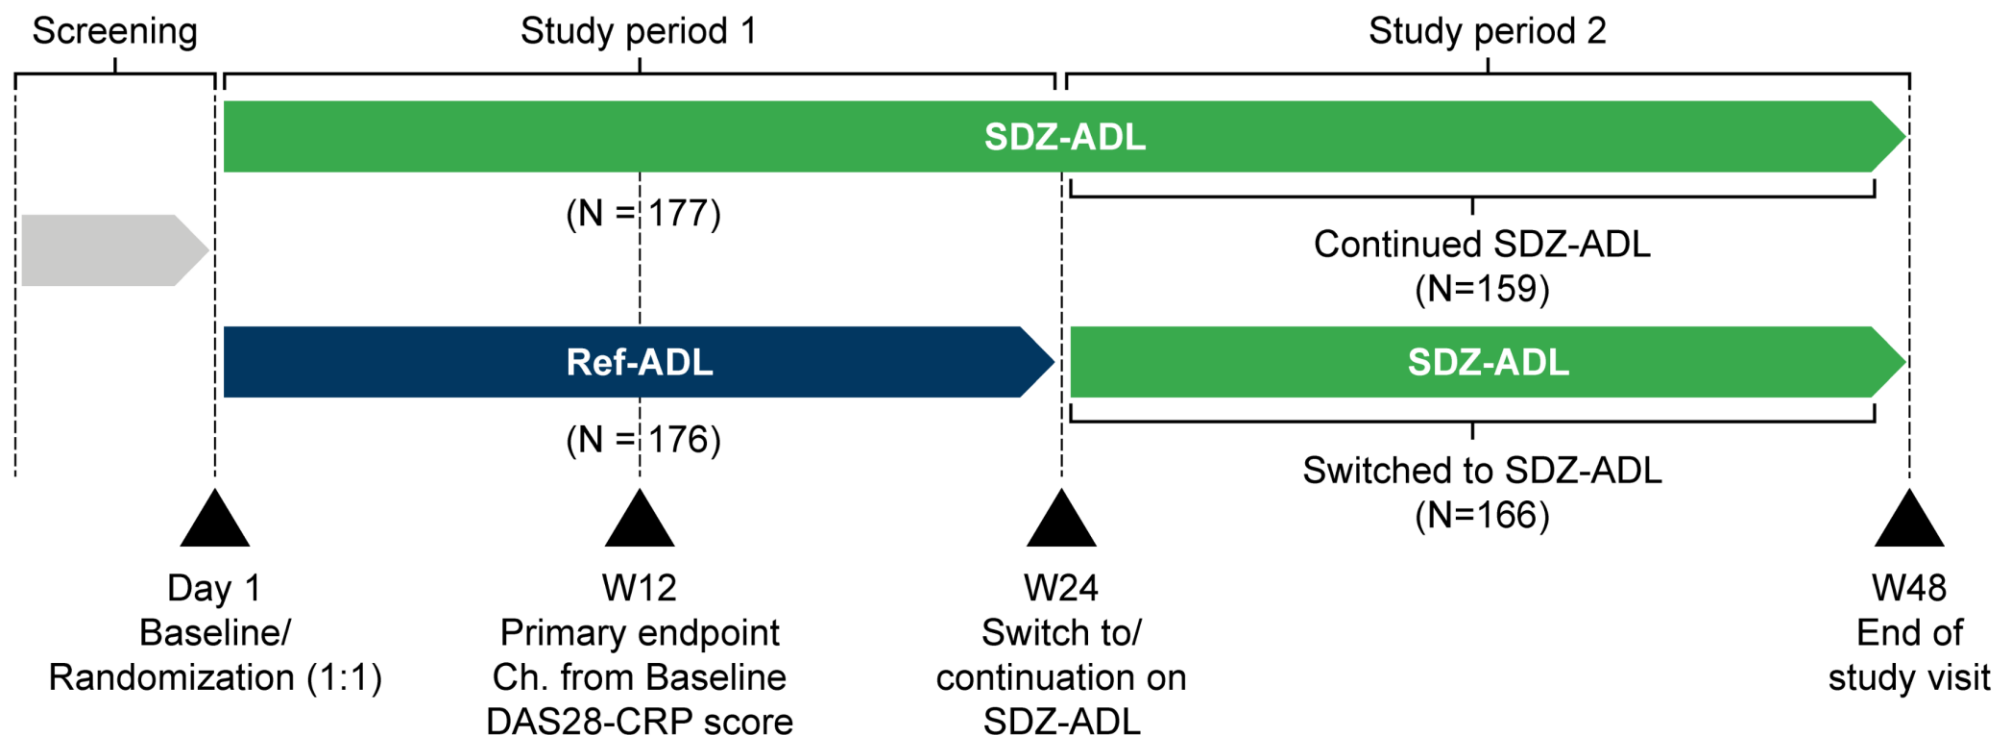 Screening
Study period 1
Study period 2
SDZ-ADL
(N = 177)
Continued SDZ-ADL
(N=159)
Ref-ADL
SDZ-ADL
(N = 176)
Switched to SDZ-ADL
(N=166)
Day 1
Baseline/
Randomization (1:1)
W12
Primary endpoint
Ch. from Baseline
DAS28-CRP score
W24
Switch to/
continuation on
SDZ-ADL
W48
End of
study visit